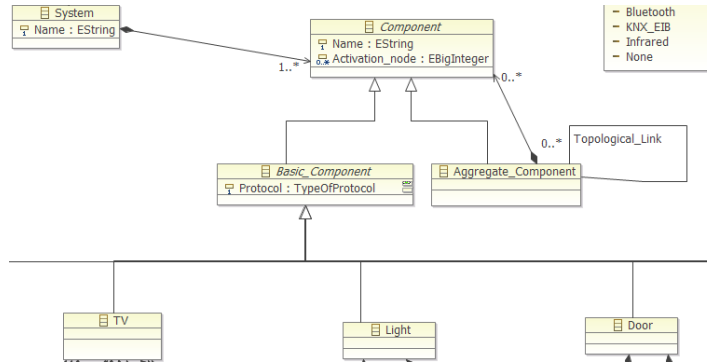 System
Name : EString
Component
Name : EString
0..* Activation_node : EBigInteger
Bluetooth
KNX_EIB
Infrared
None
1..*
0..*
0..*
Topological_Link
Basic_Component
Protocol : TypeOfProtocol
Aggregate_Component
TV
Light
Door